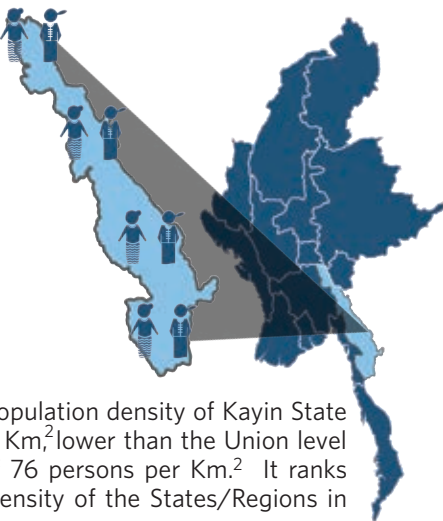 opulation density of Kayin State
Km,² lower than the Union level
76 persons per Km.² It ranks
ensity of the States/Regions in